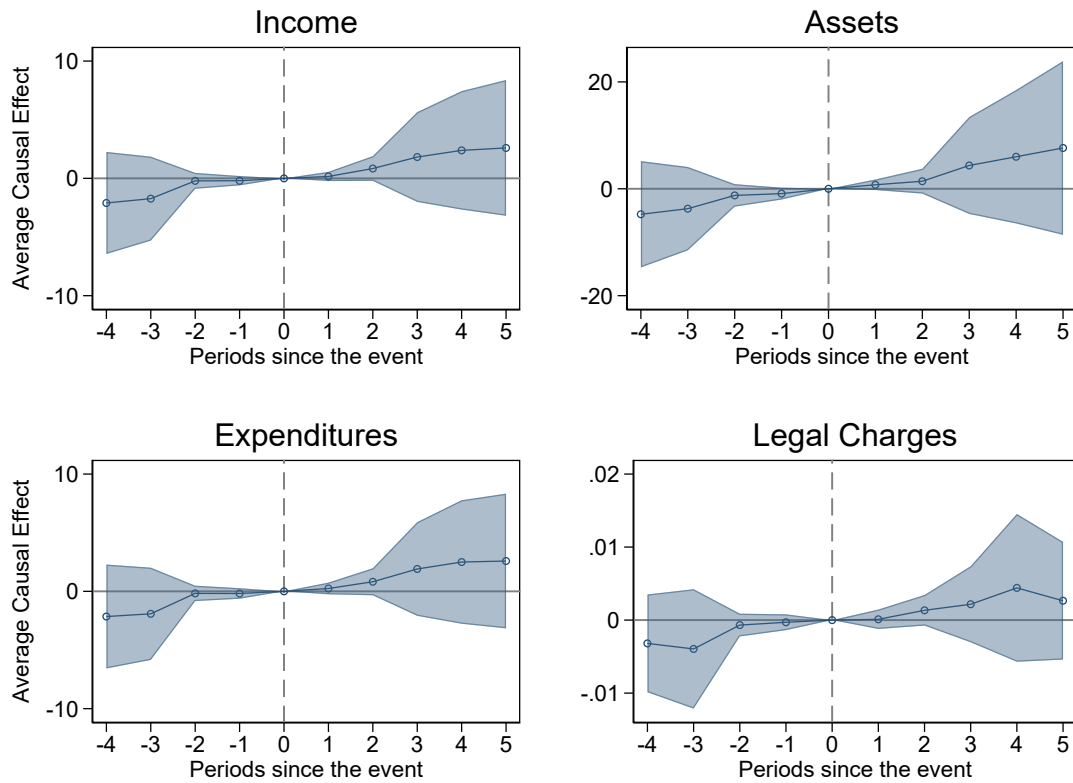 Income
Average Causal Effect
10
0
-10
-4 -3 -2 -1 0 1 2 3 4 5
Periods since the event
Assets
20
0
-20
-4 -3 -2 -1 0 1 2 3 4 5
Periods since the event
Expenditures
Average Causal Effect
10
0
-10
-4 -3 -2 -1 0 1 2 3 4 5
Periods since the event
Legal Charges
.02
.01
0
-.01
-4 -3 -2 -1 0 1 2 3 4 5
Periods since the event